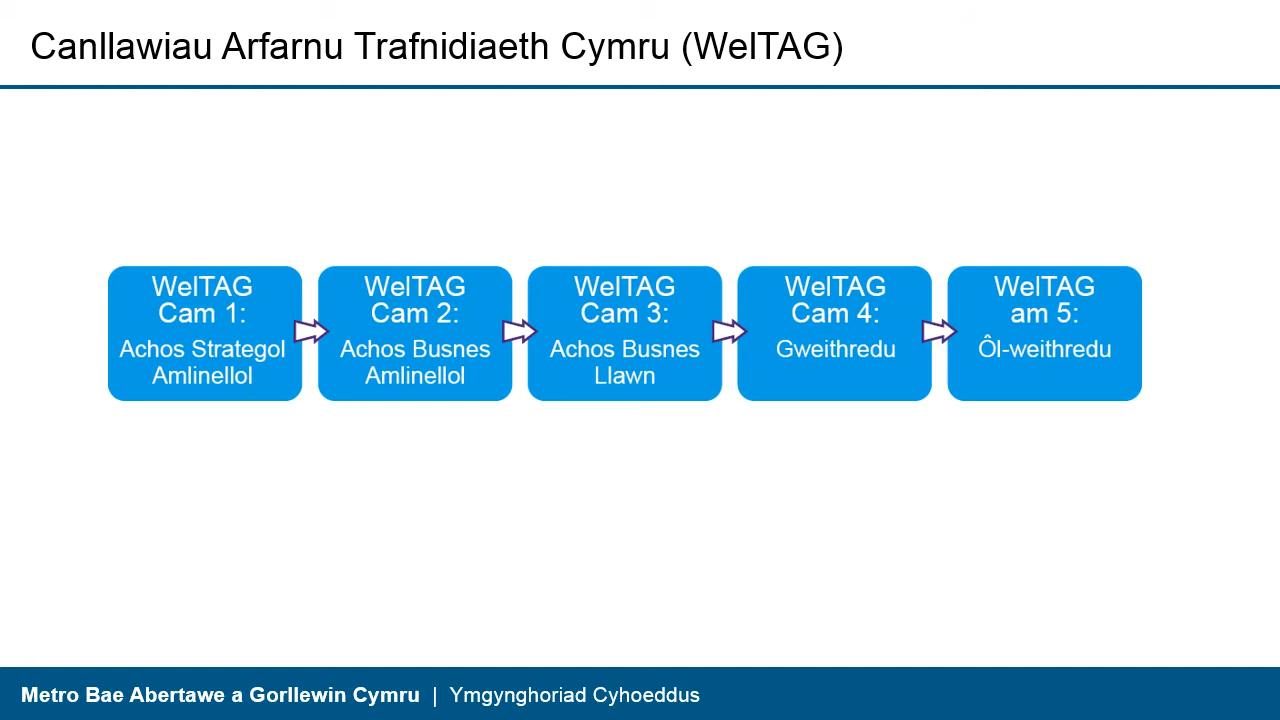 Canllawiau Arfarnu Trafnidiaeth Cymru (WelTAG)
WelTAG
Cam 1:
Achos Strategol
Amlinellol
WelTAG
Cam 2:
Achos Busnes
Amlinellol
WelTAG
Cam 3:
Achos Busnes
Llawn
WelTAG
Cam 4:
Gweithredu
WelTAG
am 5:
Ôl-weithredu
Metro Bae Abertawe a Gorllewin Cymru | Ymgynghoriad Cyhoeddus